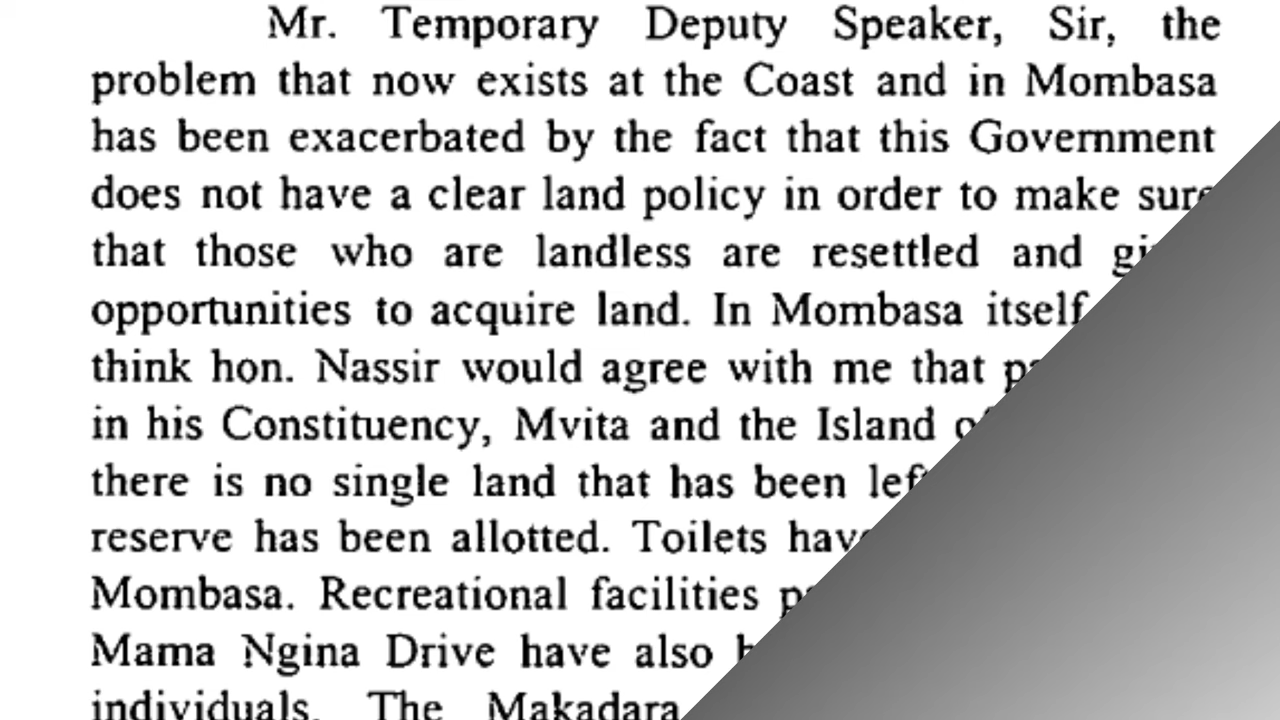 Mr. Temporary Deputy Speaker, Sir, the
problem that now exists at the Coast and in Mombasa
has been exacerbated by the fact that this Government
does not have a clear land policy in order to make sure
that those who are landless are resettled and
opportunities to acquire land. In Mombasa itself
think hon. Nassir would agree with me that
in his Constituency, Mvita and the Island
there is no single land that has been left
reserve has been allotted. Toilets have
Mombasa. Recreational facilities
Mama Ngina Drive have also
individuals. The Makadara